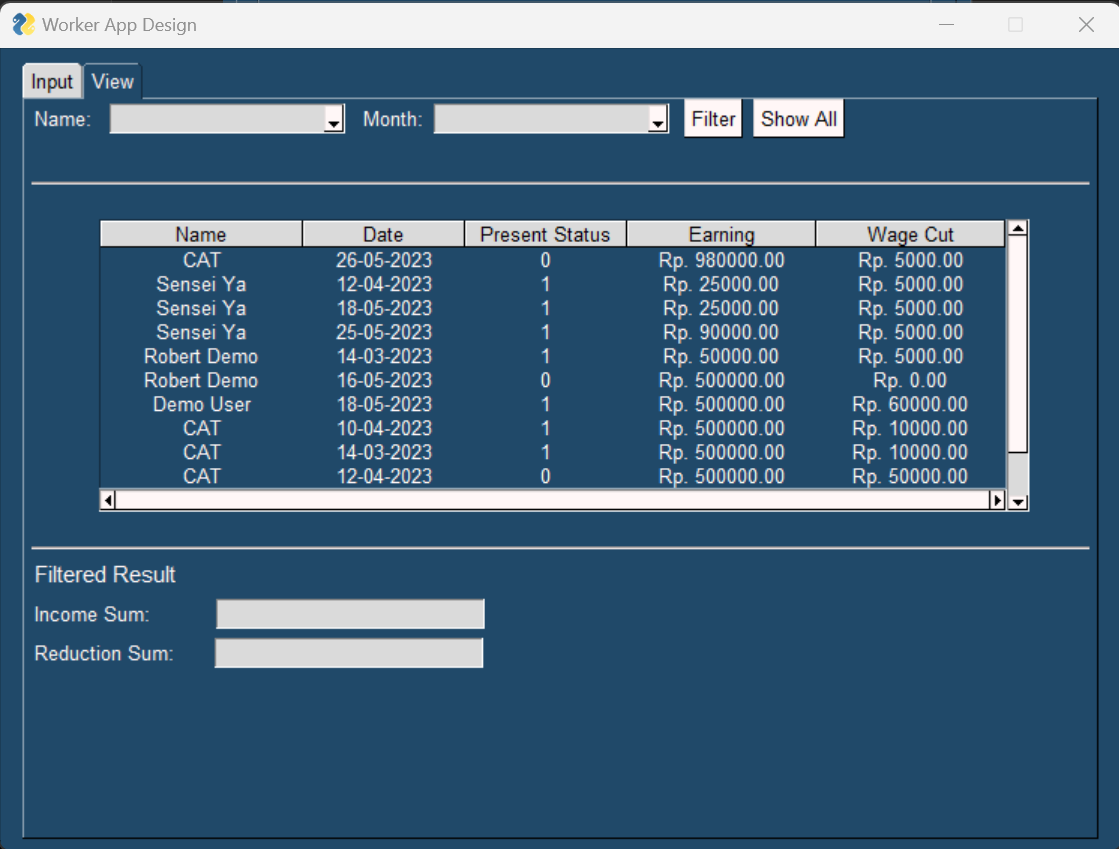 Worker App Design
Input View
Name: Month: Filter Show All
Name Date Present Status Earning Wage Cut
CAT 26-05-2023 0 Rp. 980000.00 Rp. 5000.00
Sensei Ya 12-04-2023 1 Rp. 25000.00 Rp. 5000.00
Sensei Ya 18-05-2023 1 Rp. 25000.00 Rp. 5000.00
Sensei Ya 25-05-2023 1 Rp. 90000.00 Rp. 5000.00
Robert Demo 14-03-2023 1 Rp. 50000.00 Rp. 5000.00
Robert Demo 16-05-2023 0 Rp. 500000.00 Rp. 0.00
Demo User 18-05-2023 1 Rp. 500000.00 Rp. 60000.00
CAT 10-04-2023 1 Rp. 500000.00 Rp. 10000.00
CAT 14-03-2023 1 Rp. 500000.00 Rp. 10000.00
CAT 12-04-2023 0 Rp. 500000.00 Rp. 50000.00
Filtered Result
Income Sum:
Reduction Sum: